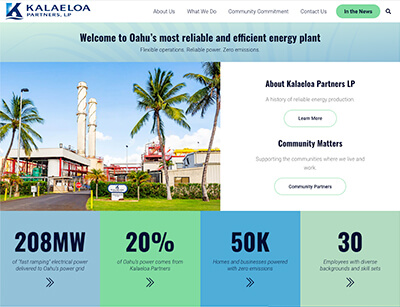 KALAELOA
PARTNERS, LP
About Us What We Do Community Commitment Contact Us In the News
Welcome to Oahu's most reliable and efficient energy plant
Flexible operations. Reliable power. Zero emissions.
About Kalaeloa Partners LP
A history of reliable energy production.
Learn More
Community Matters
Supporting the communities where we live and
work.
Community Partners
208MW
of "fast ramping" electrical power
delivered to Oahu's power grid
20%
of Oahu's power comes from
Kalaeloa Partners
50K
Homes and businesses powered
with zero emissions
30
Employees with diverse
backgrounds and skill sets